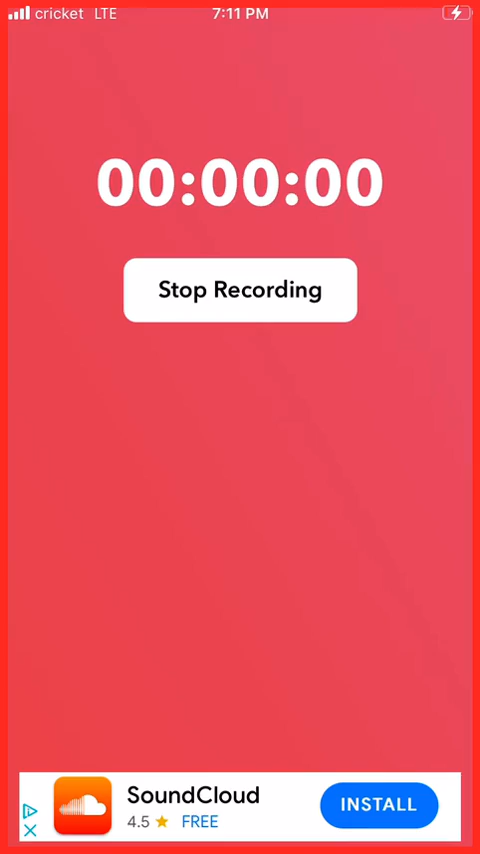 cricket LTE 7:11 PM
00:00:00
Stop Recording
SoundCloud
4.5 ★ FREE
INSTALL